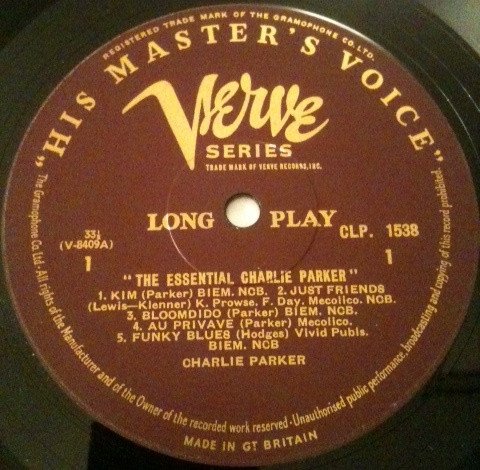 REGISTERED TRADE MARK OF THE GRAMOPHONE CO. LTD.
"HIS MASTER'S VOICE"
Verve
SERIES
TRADE MARK OF VERVE RECORDS, INC.
LONG PLAY
33⅓
(V-8409A)
1
CLP. 1538
1
"THE ESSENTIAL CHARLIE PARKER"
1. KIM (Parker) BIEM. NCB. 2. JUST FRIENDS
(Lewis—Klenner) K. Prowse. F. Day. Mecolico. NCB.
3. BLOOMDIDO (Parker) BIEM. NCB.
4. AU PRIVAVE (Parker) Mecolico.
5. FUNKY BLUES (Hodges) Vivid Publs.
BIEM. NCB
CHARLIE PARKER
The Gramophone Co Ltd. - All rights of the Manufacturer and of the Owner of the recorded work reserved - Unauthorised public performance, broadcasting and copying of this record prohibited.
MADE IN GT BRITAIN